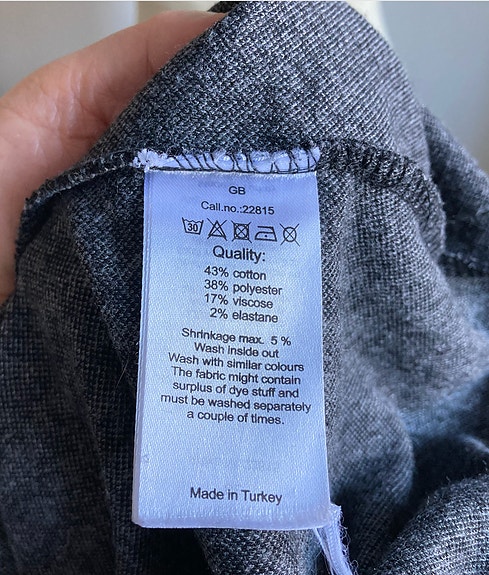 GB
Call.no.:22815
30
Quality:
43% cotton
38% polyester
17% viscose
2% elastane
Shrinkage max. 5 %
Wash inside out
Wash with similar colours
The fabric might contain
surplus of dye stuff and
must be washed separately
a couple of times.
Made in Turkey